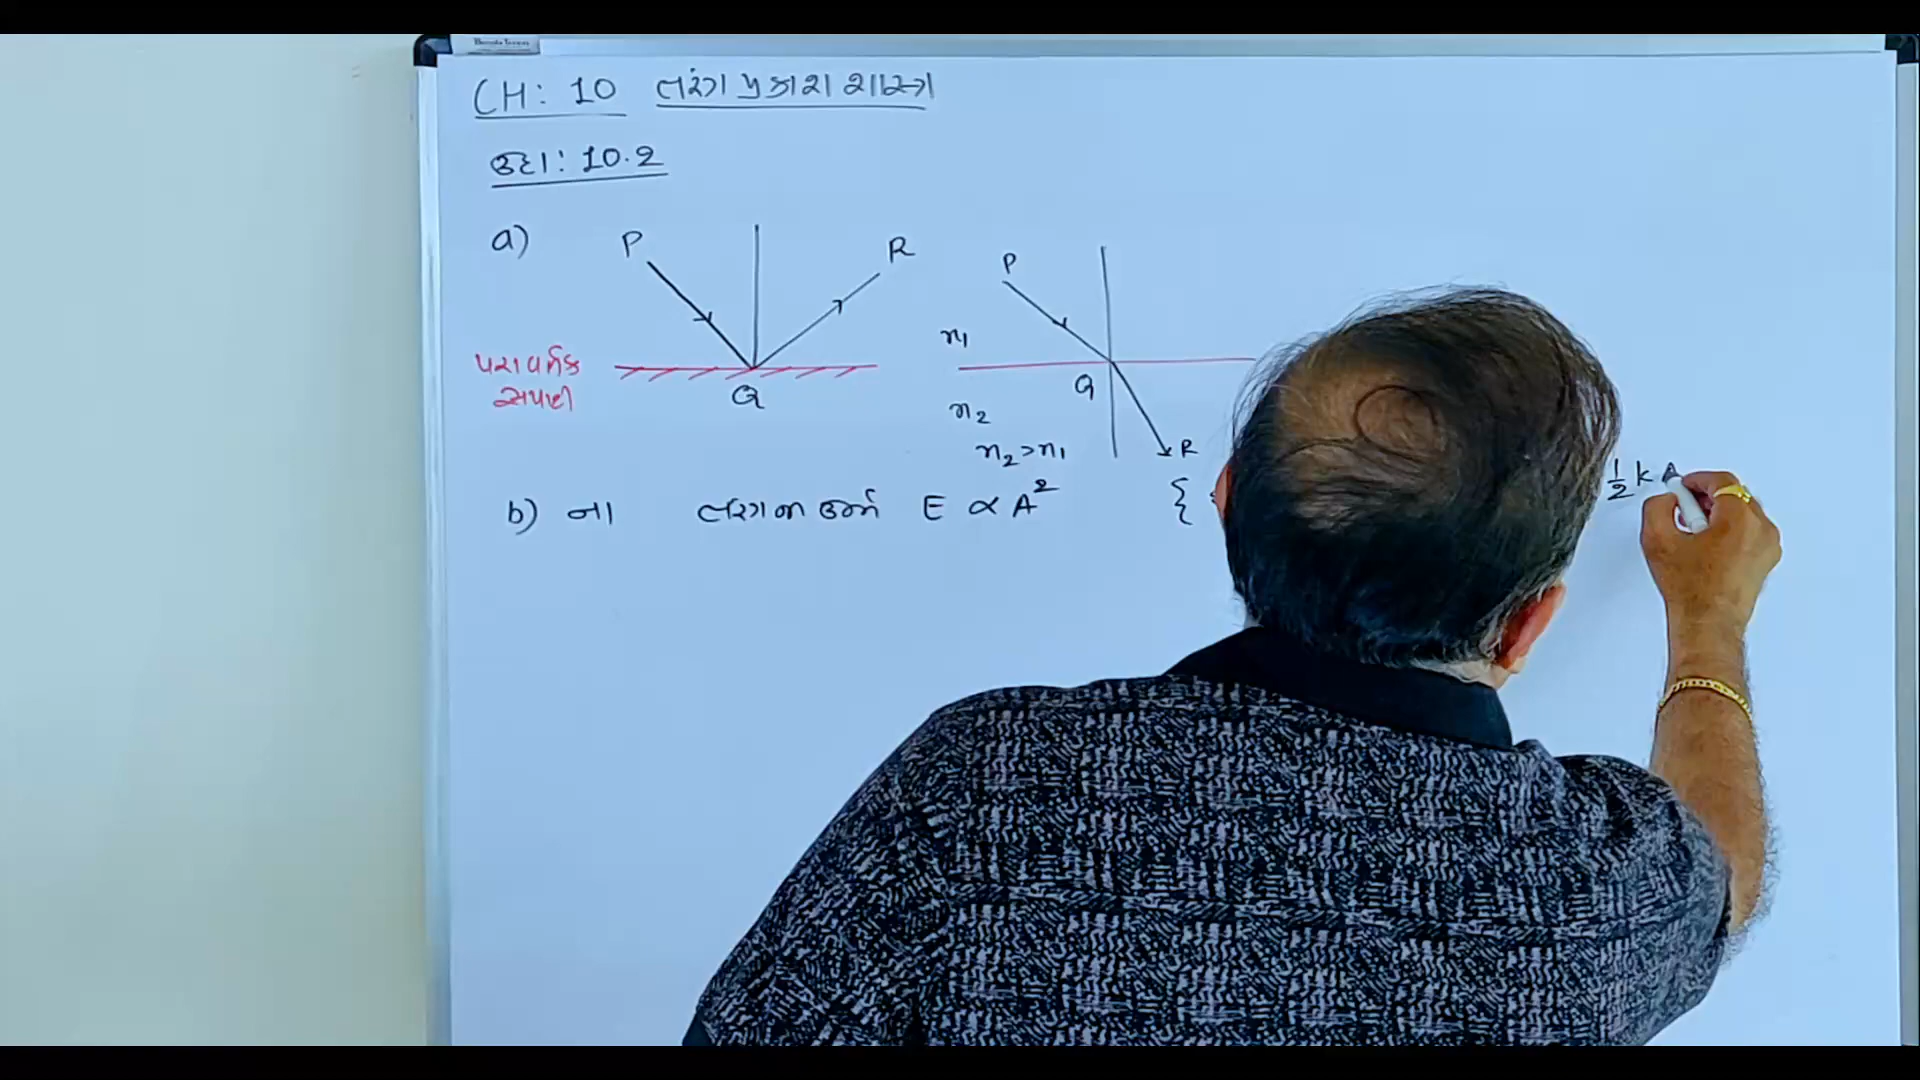 CH: 10 તરંગ પ્રકાશશાસ્ત્ર
ઉદા: 10.2
a)
P R
પરાવર્તક
સપાટી
Q
P
n1
Q
n2
n2 > n1
R
b) ના તરંગની ઉર્જા E ∝ A² {
½ k A